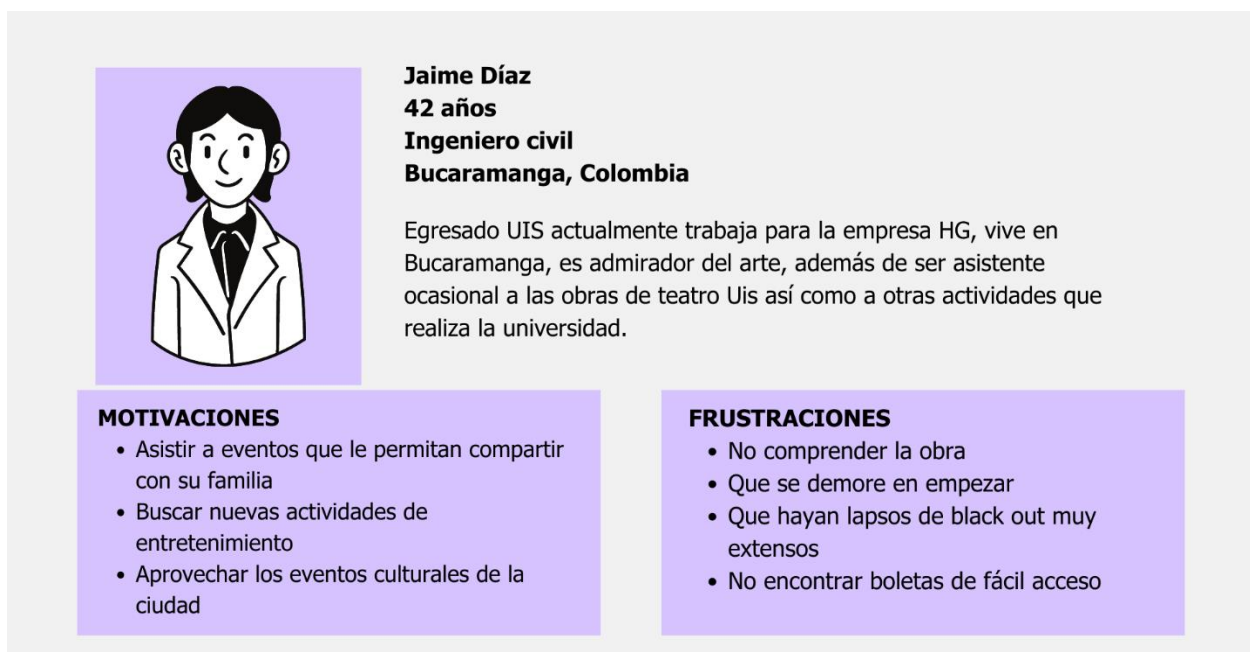 Jaime Díaz
42 años
Ingeniero civil
Bucaramanga, Colombia
Egresado UIS actualmente trabaja para la empresa HG, vive en
Bucaramanga, es admirador del arte, además de ser asistente
ocasional a las obras de teatro Uis así como a otras actividades que
realiza la universidad.
MOTIVACIONES
• Asistir a eventos que le permitan compartir
con su familia
• Buscar nuevas actividades de
entretenimiento
• Aprovechar los eventos culturales de la
ciudad
FRUSTRACIONES
• No comprender la obra
• Que se demore en empezar
• Que hayan lapsos de black out muy
extensos
• No encontrar boletas de fácil acceso